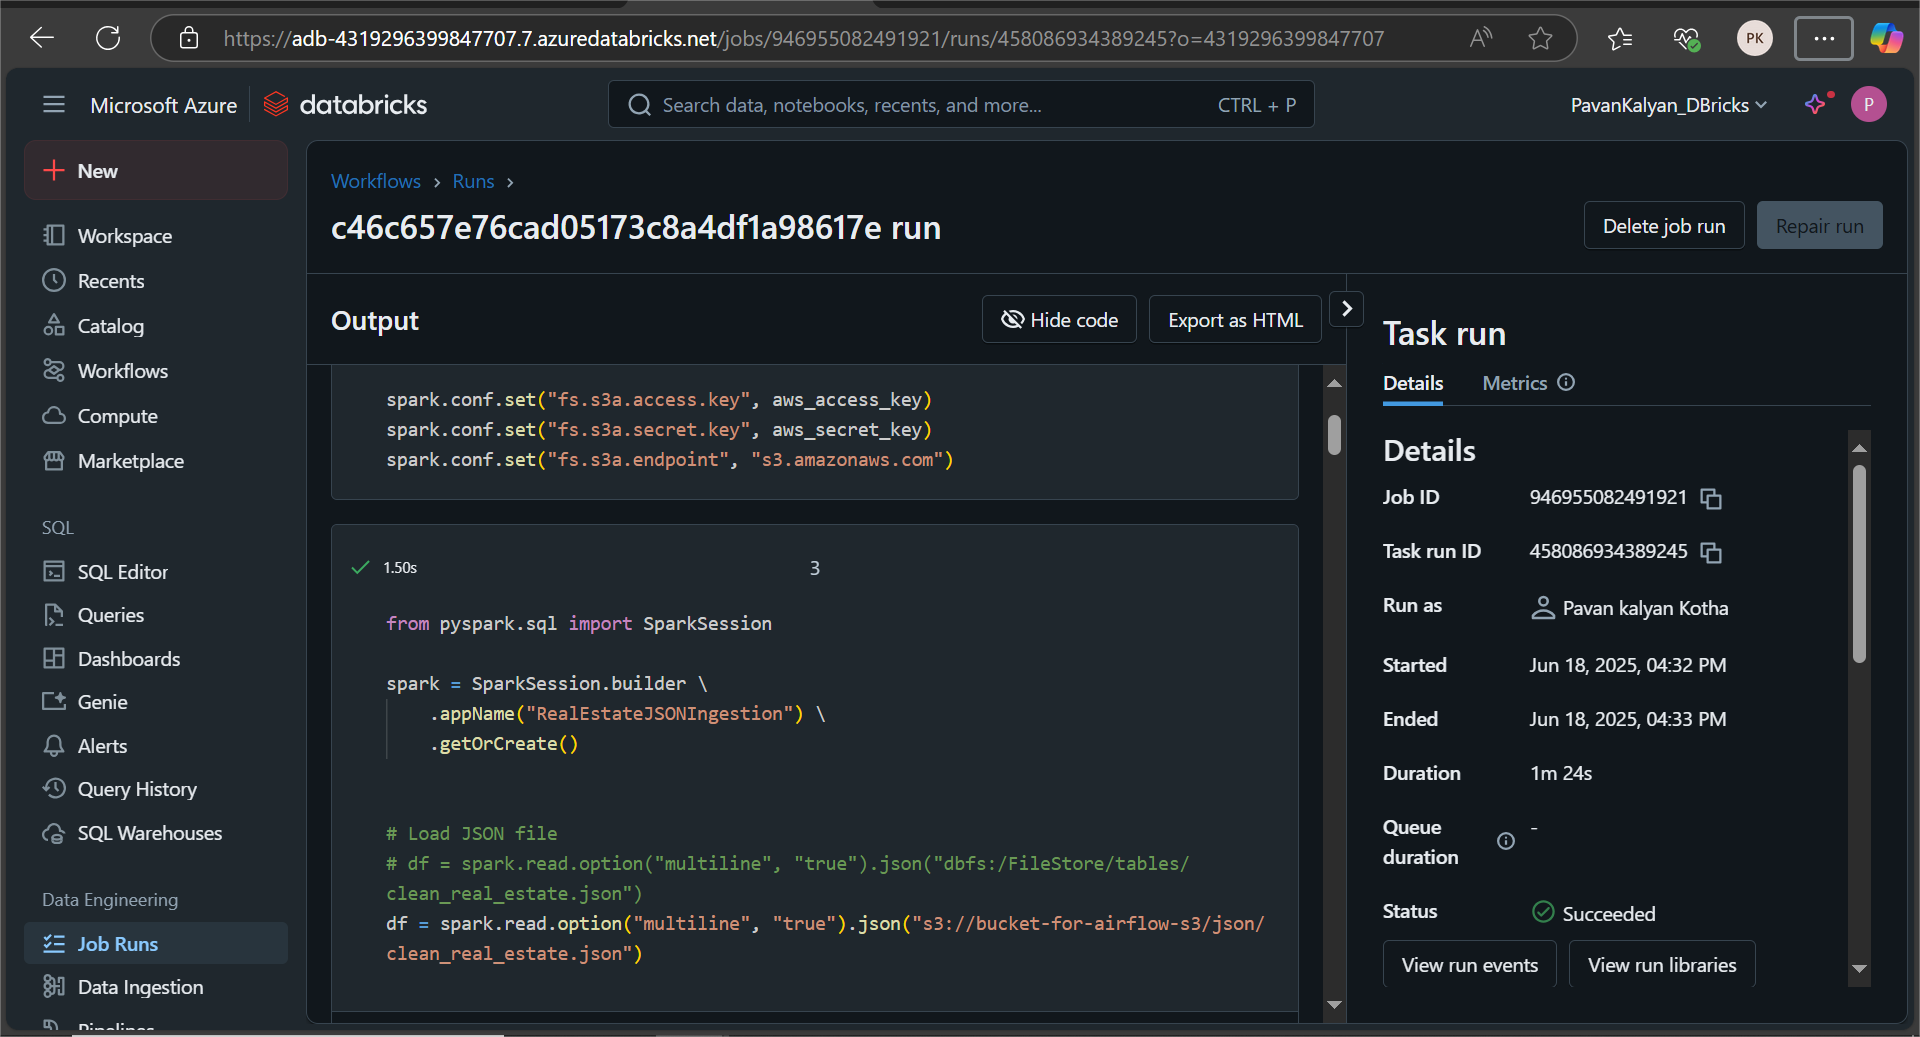 https://adb-4319296399847707.7.azuredatabricks.net/jobs/946955082491921/runs/458086934389245?o=4319296399847707
PK
Microsoft Azure
databricks
Search data, notebooks, recents, and more...
CTRL + P
PavanKalyan_DBricks
P
New
Workspace
Recents
Catalog
Workflows
Compute
Marketplace
SQL
SQL Editor
Queries
Dashboards
Genie
Alerts
Query History
SQL Warehouses
Data Engineering
Job Runs
Data Ingestion
Pipelines
Workflows > Runs >
c46c657e76cad05173c8a4df1a98617e run
Delete job run
Repair run
Output
Hide code
Export as HTML
spark.conf.set("fs.s3a.access.key", aws_access_key)
spark.conf.set("fs.s3a.secret.key", aws_secret_key)
spark.conf.set("fs.s3a.endpoint", "s3.amazonaws.com")
1.50s
3
from pyspark.sql import SparkSession
spark = SparkSession.builder \
.appName("RealEstateJSONIngestion") \
.getOrCreate()
# Load JSON file
# df = spark.read.option("multiline", "true").json("dbfs:/FileStore/tables/
clean_real_estate.json")
df = spark.read.option("multiline", "true").json("s3://bucket-for-airflow-s3/json/
clean_real_estate.json")
Task run
Details
Metrics
Details
Job ID 946955082491921
Task run ID 458086934389245
Run as Pavan kalyan Kotha
Started Jun 18, 2025, 04:32 PM
Ended Jun 18, 2025, 04:33 PM
Duration 1m 24s
Queue duration -
Status Succeeded
View run events
View run libraries